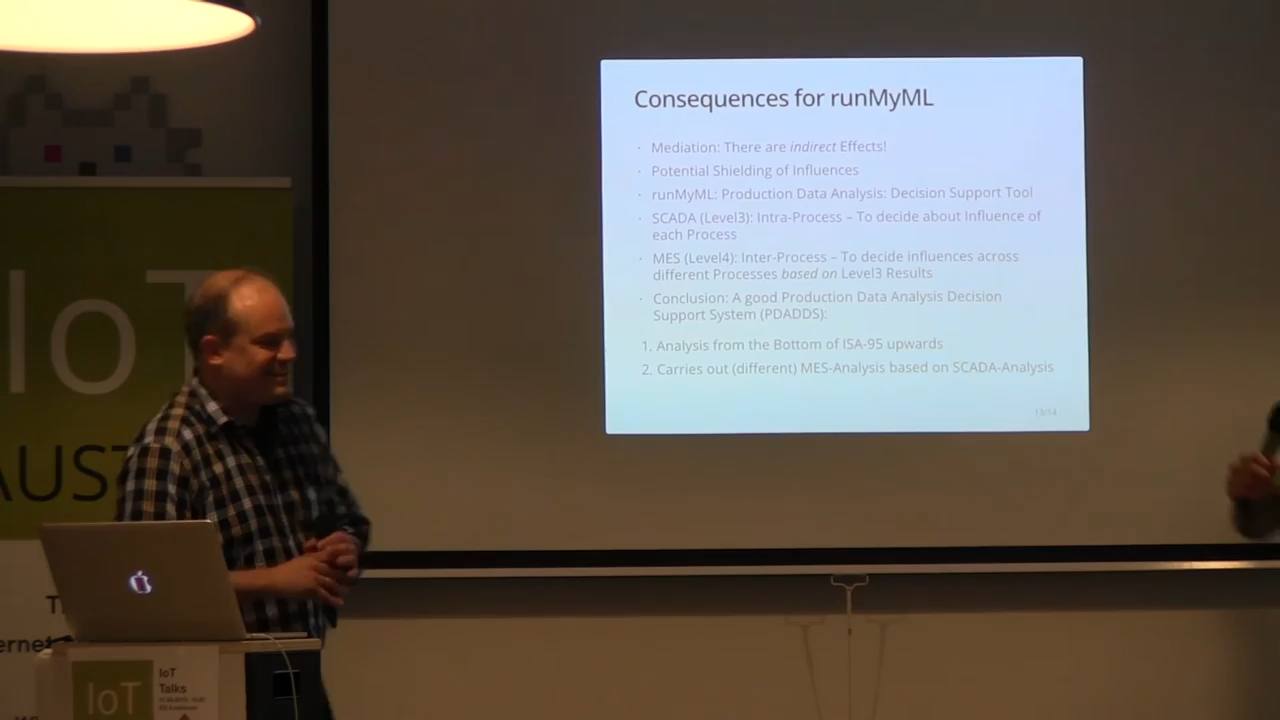 Consequences for runMyML
· Mediation: There are indirect Effects!
· Potential Shielding of Influences
· runMyML: Production Data Analysis: Decision Support Tool
· SCADA (Level3): Intra-Process – To decide about Influence of
each Process
· MES (Level4): Inter-Process – To decide influences across
different Processes based on Level3 Results
· Conclusion: A good Production Data Analysis Decision
Support System (PDADDS):
1. Analysis from the Bottom of ISA-95 upwards
2. Carries out (different) MES-Analysis based on SCADA-Analysis
13/14
IoT
AUST
IoT
IoT
Talks